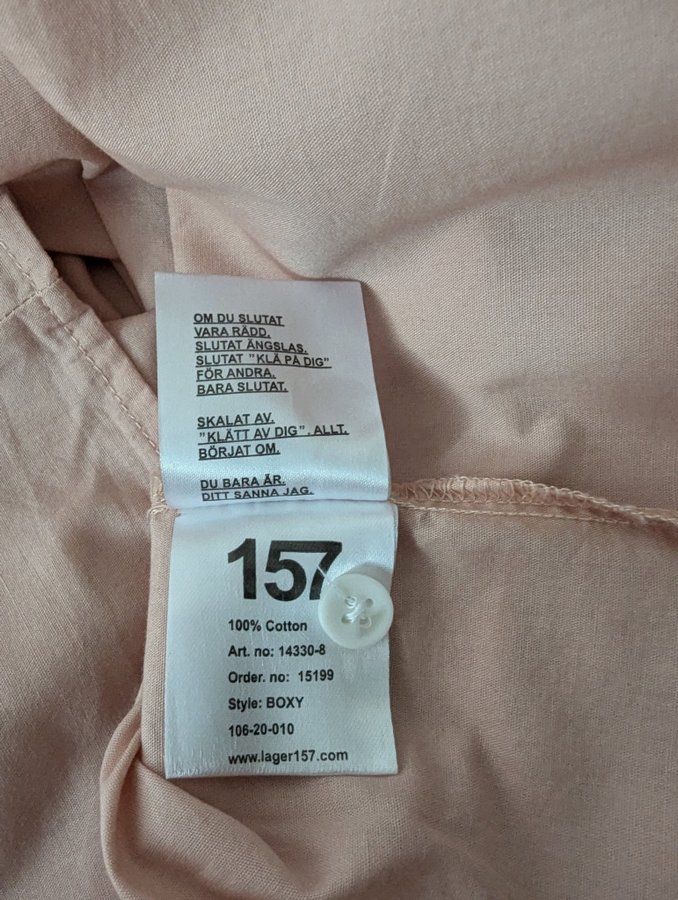 OM DU SLUTAT
VARA RÄDD.
SLUTAT ÄNGSLAS.
SLUTAT ”KLÄ PÅ DIG”
FÖR ANDRA.
BARA SLUTAT.
SKALAT AV.
”KLÄTT AV DIG”. ALLT.
BÖRJAT OM.
DU BARA ÄR.
DITT SANNA JAG.
157
100% Cotton
Art. no: 14330-8
Order. no: 15199
Style: BOXY
106-20-010
www.lager157.com